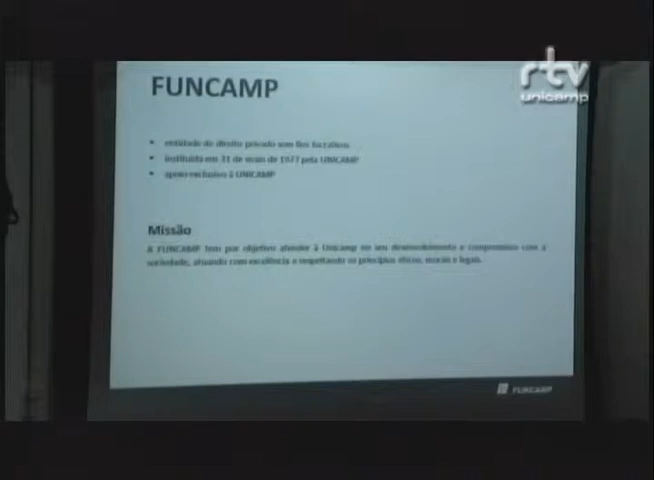 rtv
unicamp
FUNCAMP
• entidade de direito privado sem fins lucrativos
• instituída em 31 de maio de 1977 pela UNICAMP
• apoio exclusivo à UNICAMP
Missão
A FUNCAMP tem por objetivo atender à Unicamp no seu desenvolvimento e compromisso com a
sociedade, atuando com excelência e respeitando os princípios éticos, morais e legais.
FUNCAMP